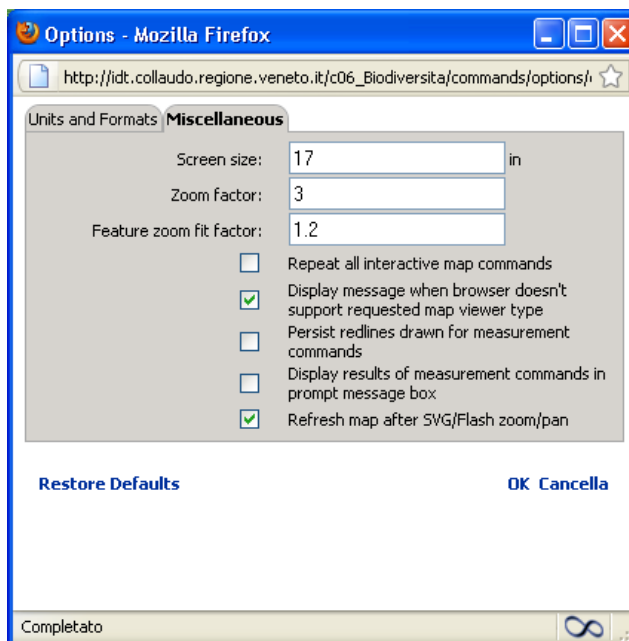 Options - Mozilla Firefox
http://idt.collaudo.regione.veneto.it/c06_Biodiversita/commands/options/
Units and Formats Miscellaneous
Screen size: 17 in
Zoom factor: 3
Feature zoom fit factor: 1.2
Repeat all interactive map commands
Display message when browser doesn't
support requested map viewer type
Persist redlines drawn for measurement
commands
Display results of measurement commands in
prompt message box
Refresh map after SVG/Flash zoom/pan
Restore Defaults OK Cancella
Completato